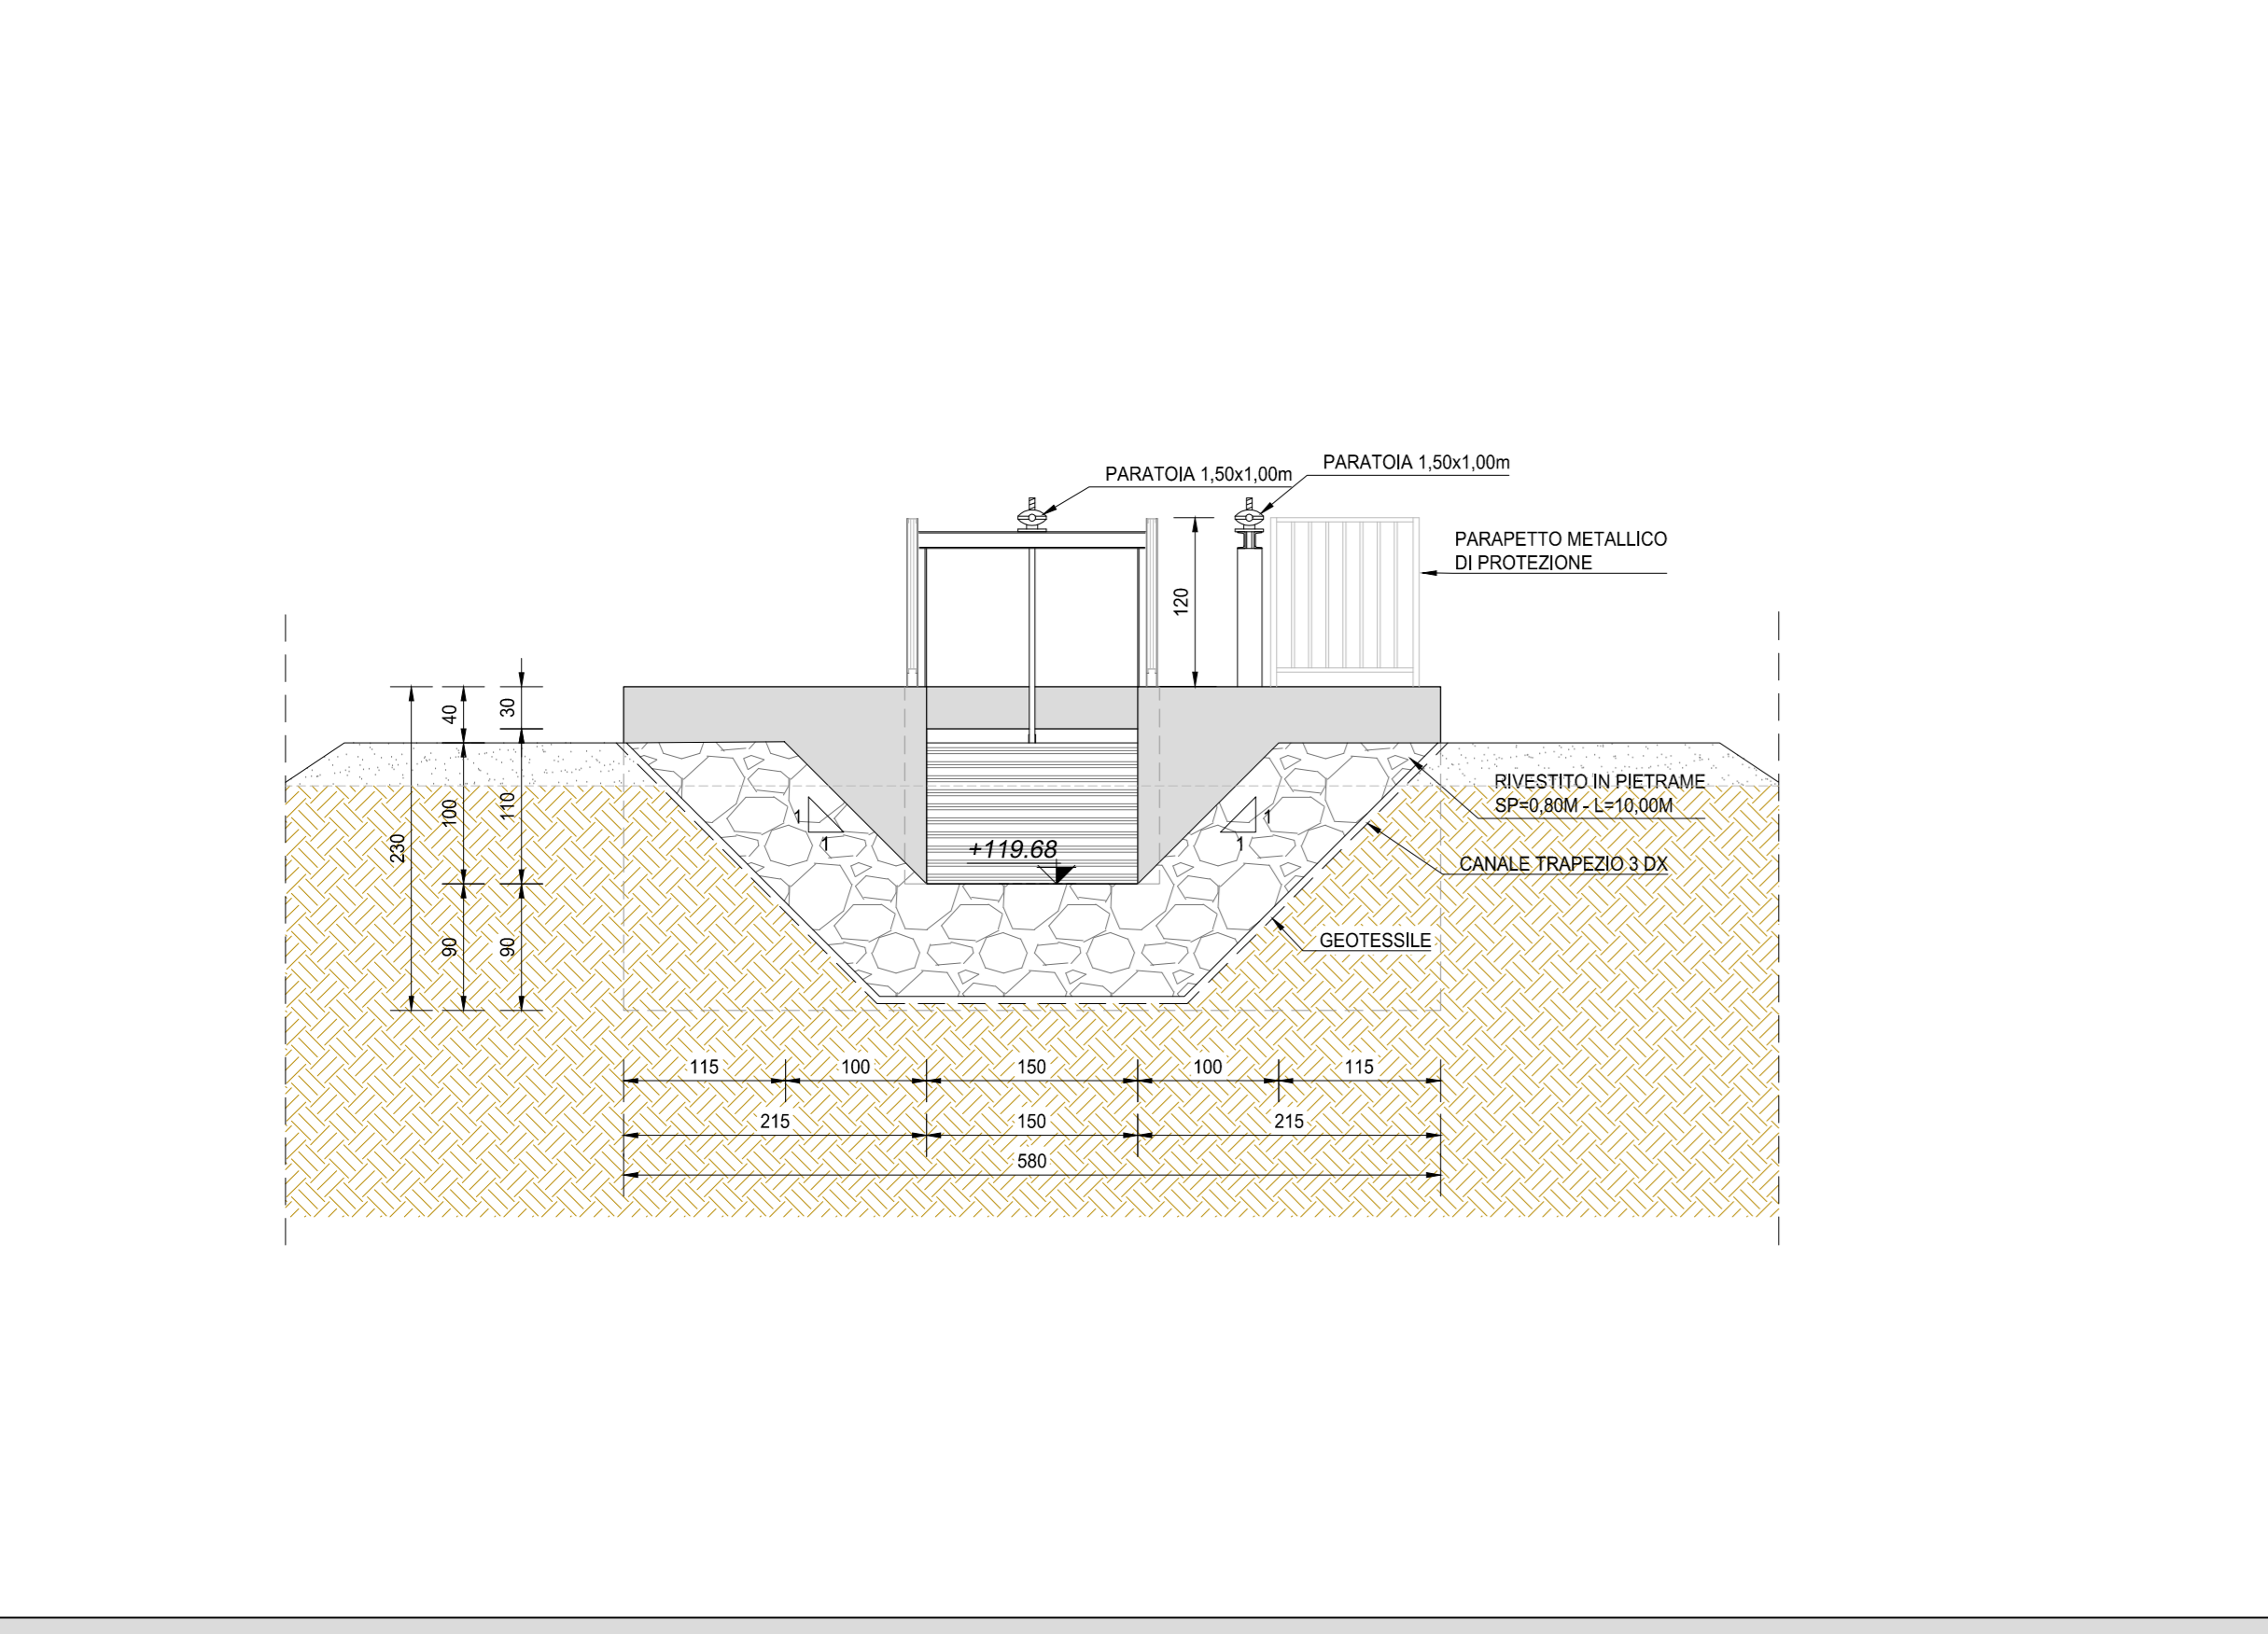 PARATOIA 1,50x1,00m
PARATOIA 1,50x1,00m
PARAPETTO METALLICO
DI PROTEZIONE
120
30
40
230
100
110
90
90
1
1
1
1
+119.68
RIVESTITO IN PIETRAME
SP=0,80M - L=10,00M
CANALE TRAPEZIO 3 DX
GEOTESSILE
115
100
150
100
115
215
150
215
580